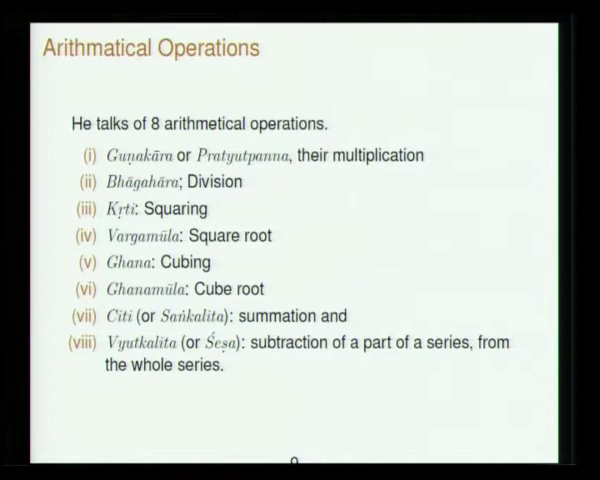 Arithmatical Operations
He talks of 8 arithmetical operations.
(i) Guṇakāra or Pratyutpanna, their multiplication
(ii) Bhāgahāra; Division
(iii) Kṛti: Squaring
(iv) Vargamūla: Square root
(v) Ghana: Cubing
(vi) Ghanamūla: Cube root
(vii) Citi (or Saṅkalita): summation and
(viii) Vyutkalita (or Śeṣa): subtraction of a part of a series, from
the whole series.